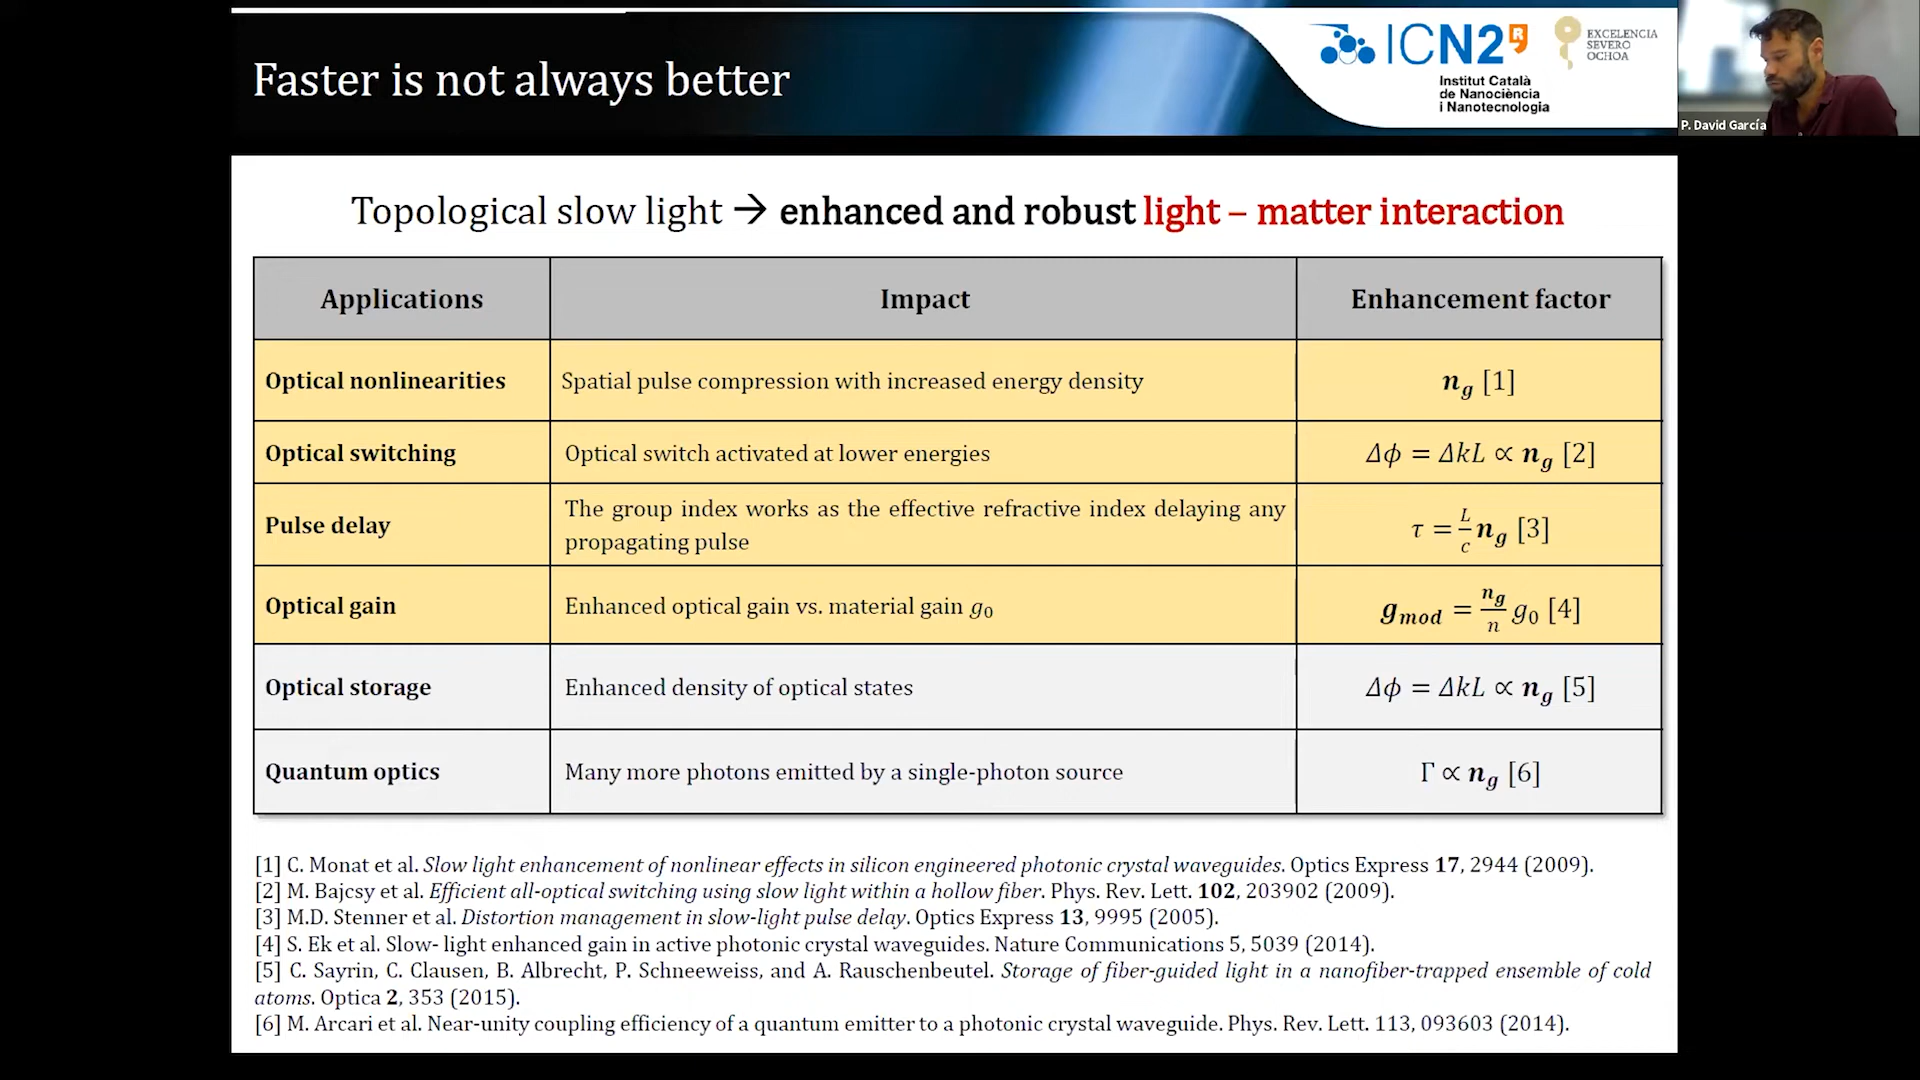 Faster is not always better
ICN2R
Institut Català
de Nanociència
i Nanotecnologia
EXCELENCIA
SEVERO
OCHOA
P. David García
Topological slow light → enhanced and robust light – matter interaction
Applications Impact Enhancement factor
Optical nonlinearities Spatial pulse compression with increased energy density n_g [1]
Optical switching Optical switch activated at lower energies Δϕ = ΔkL ∝ n_g [2]
Pulse delay The group index works as the effective refractive index delaying any
propagating pulse τ = L/c n_g [3]
Optical gain Enhanced optical gain vs. material gain g₀ g_mod = n_g/n g₀ [4]
Optical storage Enhanced density of optical states Δϕ = ΔkL ∝ n_g [5]
Quantum optics Many more photons emitted by a single-photon source Γ ∝ n_g [6]
[1] C. Monat et al. Slow light enhancement of nonlinear effects in silicon engineered photonic crystal waveguides. Optics Express 17, 2944 (2009).
[2] M. Bajcsy et al. Efficient all-optical switching using slow light within a hollow fiber. Phys. Rev. Lett. 102, 203902 (2009).
[3] M.D. Stenner et al. Distortion management in slow-light pulse delay. Optics Express 13, 9995 (2005).
[4] S. Ek et al. Slow- light enhanced gain in active photonic crystal waveguides. Nature Communications 5, 5039 (2014).
[5] C. Sayrin, C. Clausen, B. Albrecht, P. Schneeweiss, and A. Rauschenbeutel. Storage of fiber-guided light in a nanofiber-trapped ensemble of cold
atoms. Optica 2, 353 (2015).
[6] M. Arcari et al. Near-unity coupling efficiency of a quantum emitter to a photonic crystal waveguide. Phys. Rev. Lett. 113, 093603 (2014).